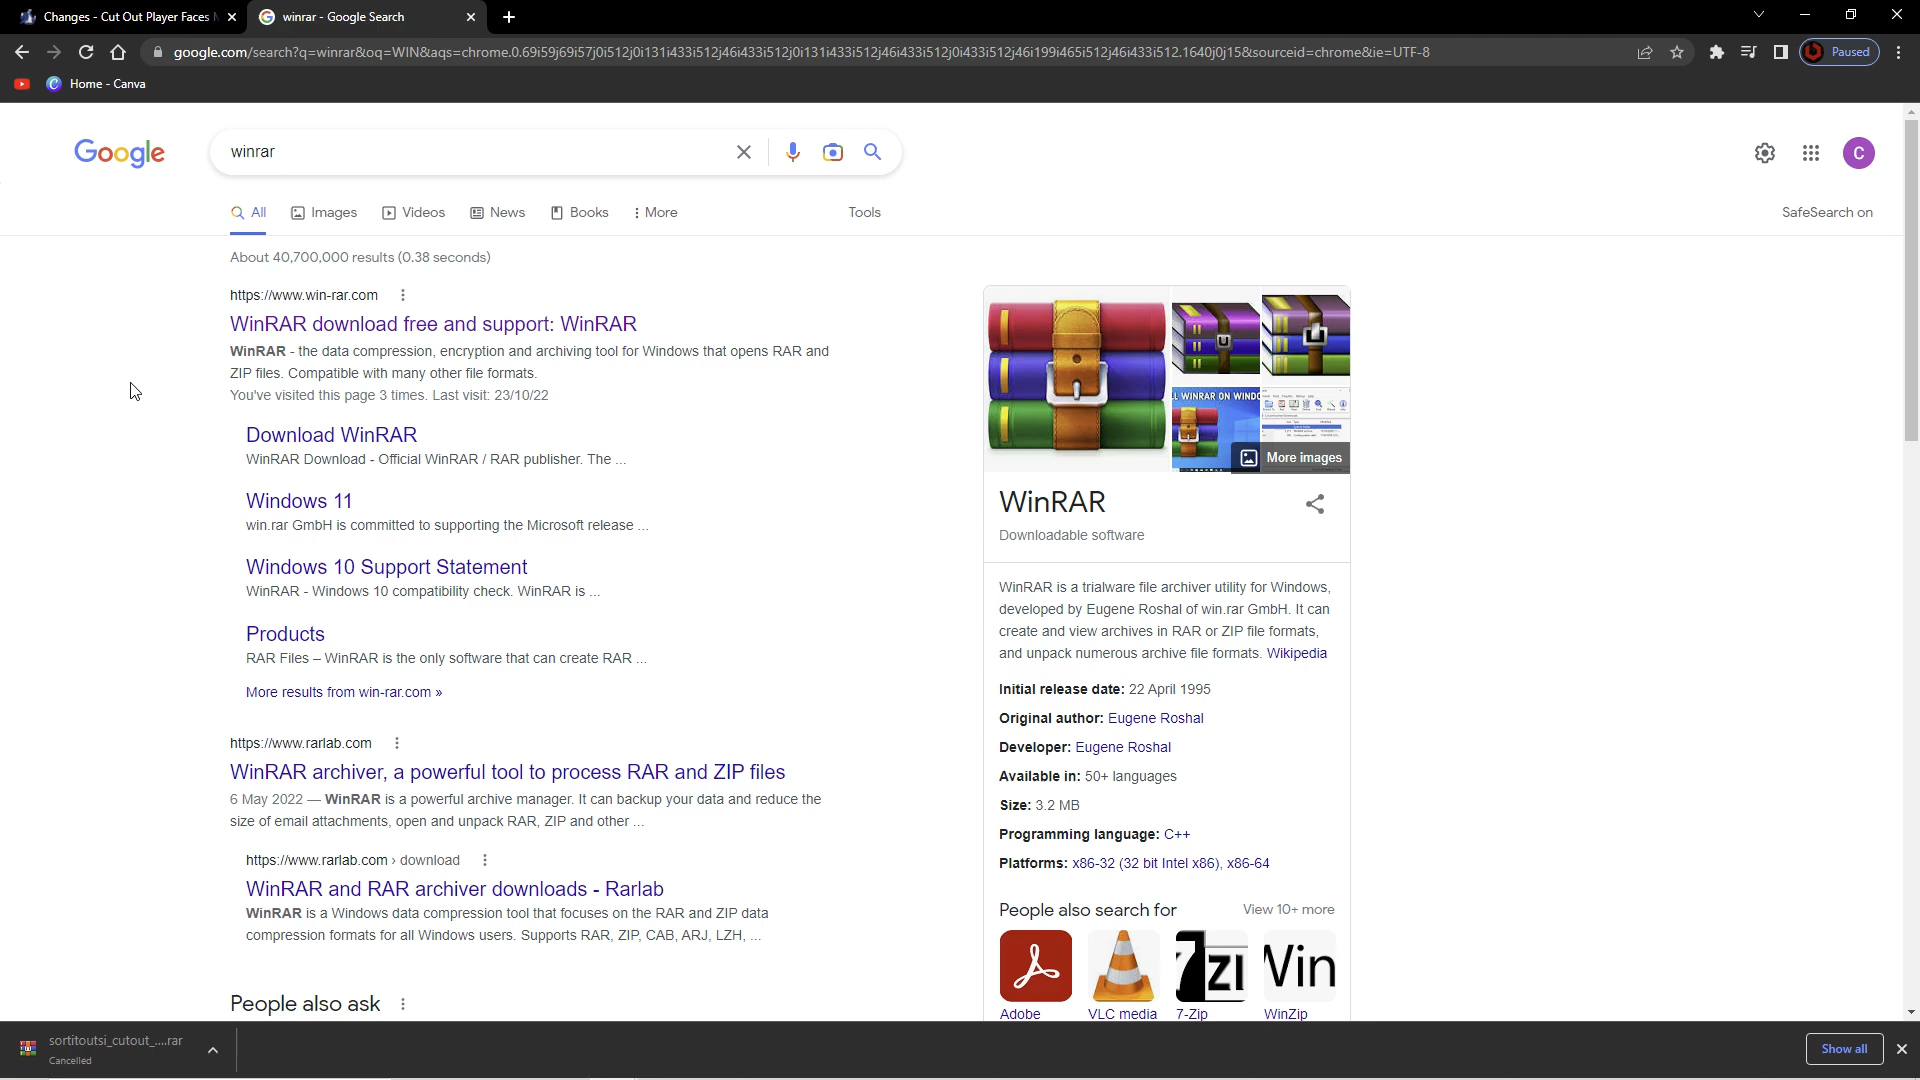 Changes - Cut Out Player Faces
winrar - Google Search
google.com/search?q=winrar&oq=WIN&aqs=chrome.0.69i59j69i57j0i512j0i131i433i512j46i433i512j0i131i433i512j46i433i512j0i433i512j46i199i465i512j46i433i512.1640j0j15&sourceid=chrome&ie=UTF-8
Paused
Home - Canva
Google
winrar
C
All
Images
Videos
News
Books
More
Tools
SafeSearch on
About 40,700,000 results (0.38 seconds)
https://www.win-rar.com
WinRAR download free and support: WinRAR
WinRAR - the data compression, encryption and archiving tool for Windows that opens RAR and
ZIP files. Compatible with many other file formats.
You've visited this page 3 times. Last visit: 23/10/22
Download WinRAR
WinRAR Download - Official WinRAR / RAR publisher. The ...
Windows 11
win.rar GmbH is committed to supporting the Microsoft release ...
Windows 10 Support Statement
WinRAR - Windows 10 compatibility check. WinRAR is ...
Products
RAR Files – WinRAR is the only software that can create RAR ...
More results from win-rar.com »
https://www.rarlab.com
WinRAR archiver, a powerful tool to process RAR and ZIP files
6 May 2022 — WinRAR is a powerful archive manager. It can backup your data and reduce the
size of email attachments, open and unpack RAR, ZIP and other ...
https://www.rarlab.com › download
WinRAR and RAR archiver downloads - Rarlab
WinRAR is a Windows data compression tool that focuses on the RAR and ZIP data
compression formats for all Windows users. Supports RAR, ZIP, CAB, ARJ, LZH, ...
People also ask
LL WINRAR ON WINDO
More images
WinRAR
Downloadable software
WinRAR is a trialware file archiver utility for Windows,
developed by Eugene Roshal of win.rar GmbH. It can
create and view archives in RAR or ZIP file formats,
and unpack numerous archive file formats. Wikipedia
Initial release date: 22 April 1995
Original author: Eugene Roshal
Developer: Eugene Roshal
Available in: 50+ languages
Size: 3.2 MB
Programming language: C++
Platforms: x86-32 (32 bit Intel x86), x86-64
People also search for
View 10+ more
7zi
Win
Adobe
VLC media
7-Zip
WinZip
sortitoutsi_cutout_....rar
Cancelled
Show all